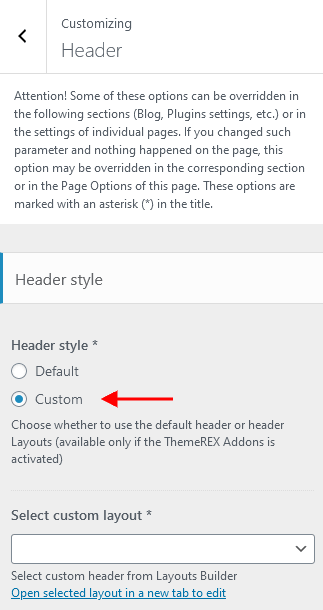 Customizing
Header
Attention! Some of these options can be overridden in
the following sections (Blog, Plugins settings, etc.) or in
the settings of individual pages. If you changed such
parameter and nothing happened on the page, this
option may be overridden in the corresponding section
or in the Page Options of this page. These options are
marked with an asterisk (*) in the title.
Header style
Header style *
Default
Custom
Choose whether to use the default header or header
Layouts (available only if the ThemeREX Addons is
activated)
Select custom layout *
Select custom header from Layouts Builder
Open selected layout in a new tab to edit